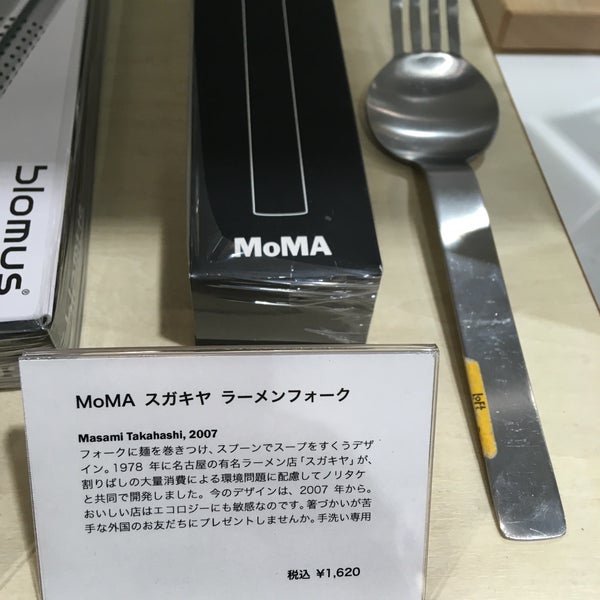 blomus®
MoMA
loft
MoMA スガキヤ ラーメンフォーク
Masami Takahashi, 2007
フォークに麺を巻きつけ、スプーンでスープをすくうデザ
イン。1978 年に名古屋の有名ラーメン店「スガキヤ」が、
割りばしの大量消費による環境問題に配慮してノリタケ
と共同で開発しました。今のデザインは、2007 年から。
おいしい店はエコロジーにも敏感なのです。箸づかいが苦
手な外国のお友だちにプレゼントしませんか。手洗い専用
税込 ¥1,620